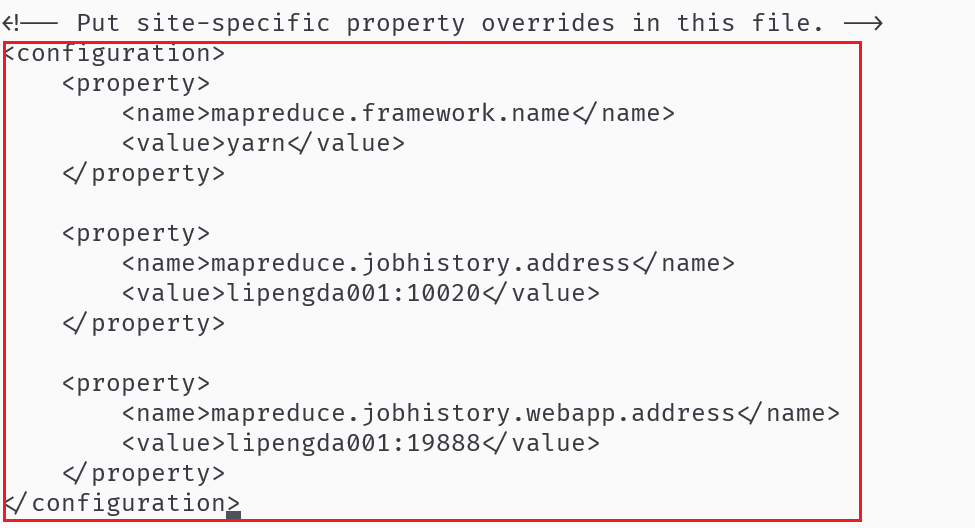 <!-- Put site-specific property overrides in this file. -->
<configuration>
    <property>
        <name>mapreduce.framework.name</name>
        <value>yarn</value>
    </property>

    <property>
        <name>mapreduce.jobhistory.address</name>
        <value>lipengda001:10020</value>
    </property>

    <property>
        <name>mapreduce.jobhistory.webapp.address</name>
        <value>lipengda001:19888</value>
    </property>
</configuration>